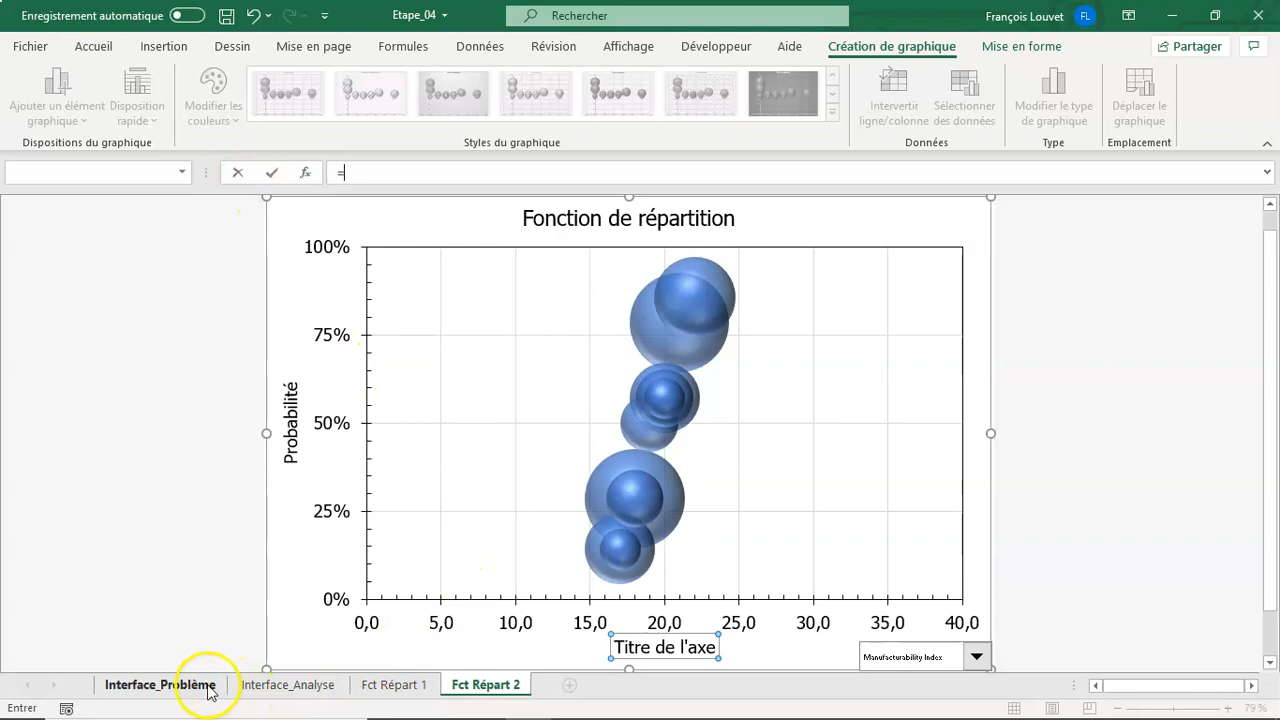 Enregistrement automatique
Etape_04
Rechercher
François Louvet
FL
Fichier
Accueil
Insertion
Dessin
Mise en page
Formules
Données
Révision
Affichage
Développeur
Aide
Création de graphique
Mise en forme
Partager
Ajouter un élément
graphique
Disposition
rapide
Modifier les
couleurs
Intervertir
ligne/colonne
Sélectionner
des données
Modifier le type
de graphique
Déplacer le
graphique
Dispositions du graphique
Styles du graphique
Données
Type
Emplacement
fx
=
Fonction de répartition
100%
75%
50%
25%
0%
Probabilité
0,0
5,0
10,0
15,0
20,0
25,0
30,0
35,0
40,0
Titre de l'axe
Manufacturability Index
Interface_Problème
Interface_Analyse
Fct Répart 1
Fct Répart 2
Entrer
79 %